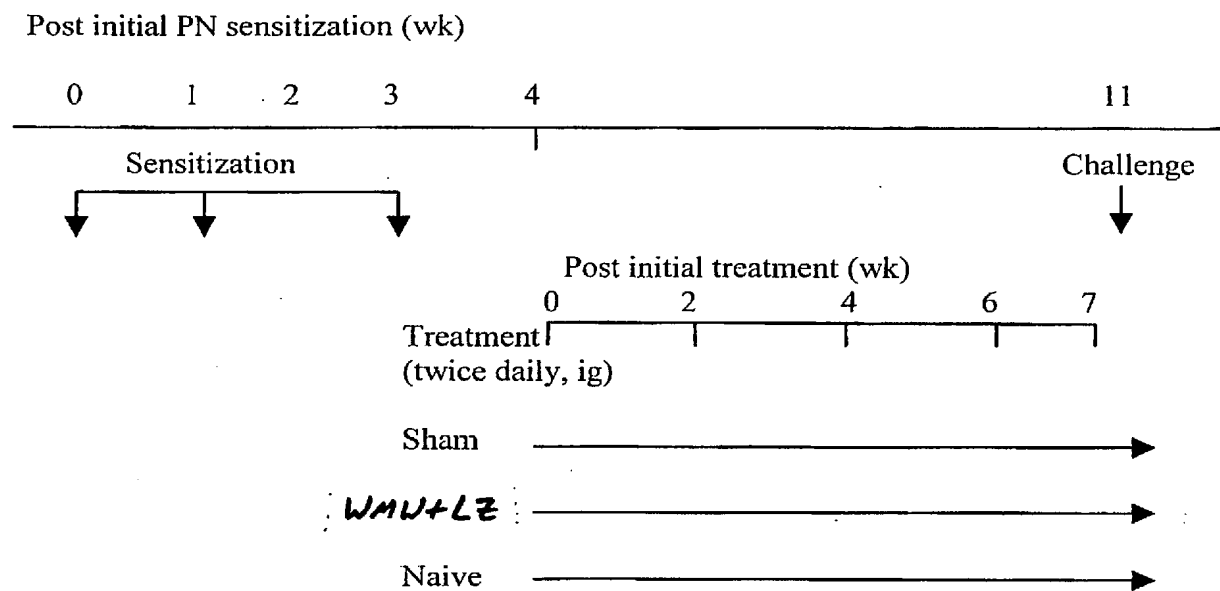 Post initial PN sensitization (wk)
0 1 2 3 4 11
Sensitization Challenge
Post initial treatment (wk)
0 2 4 6 7
Treatment
(twice daily, ig)
Sham
WMW+LZ
Naive